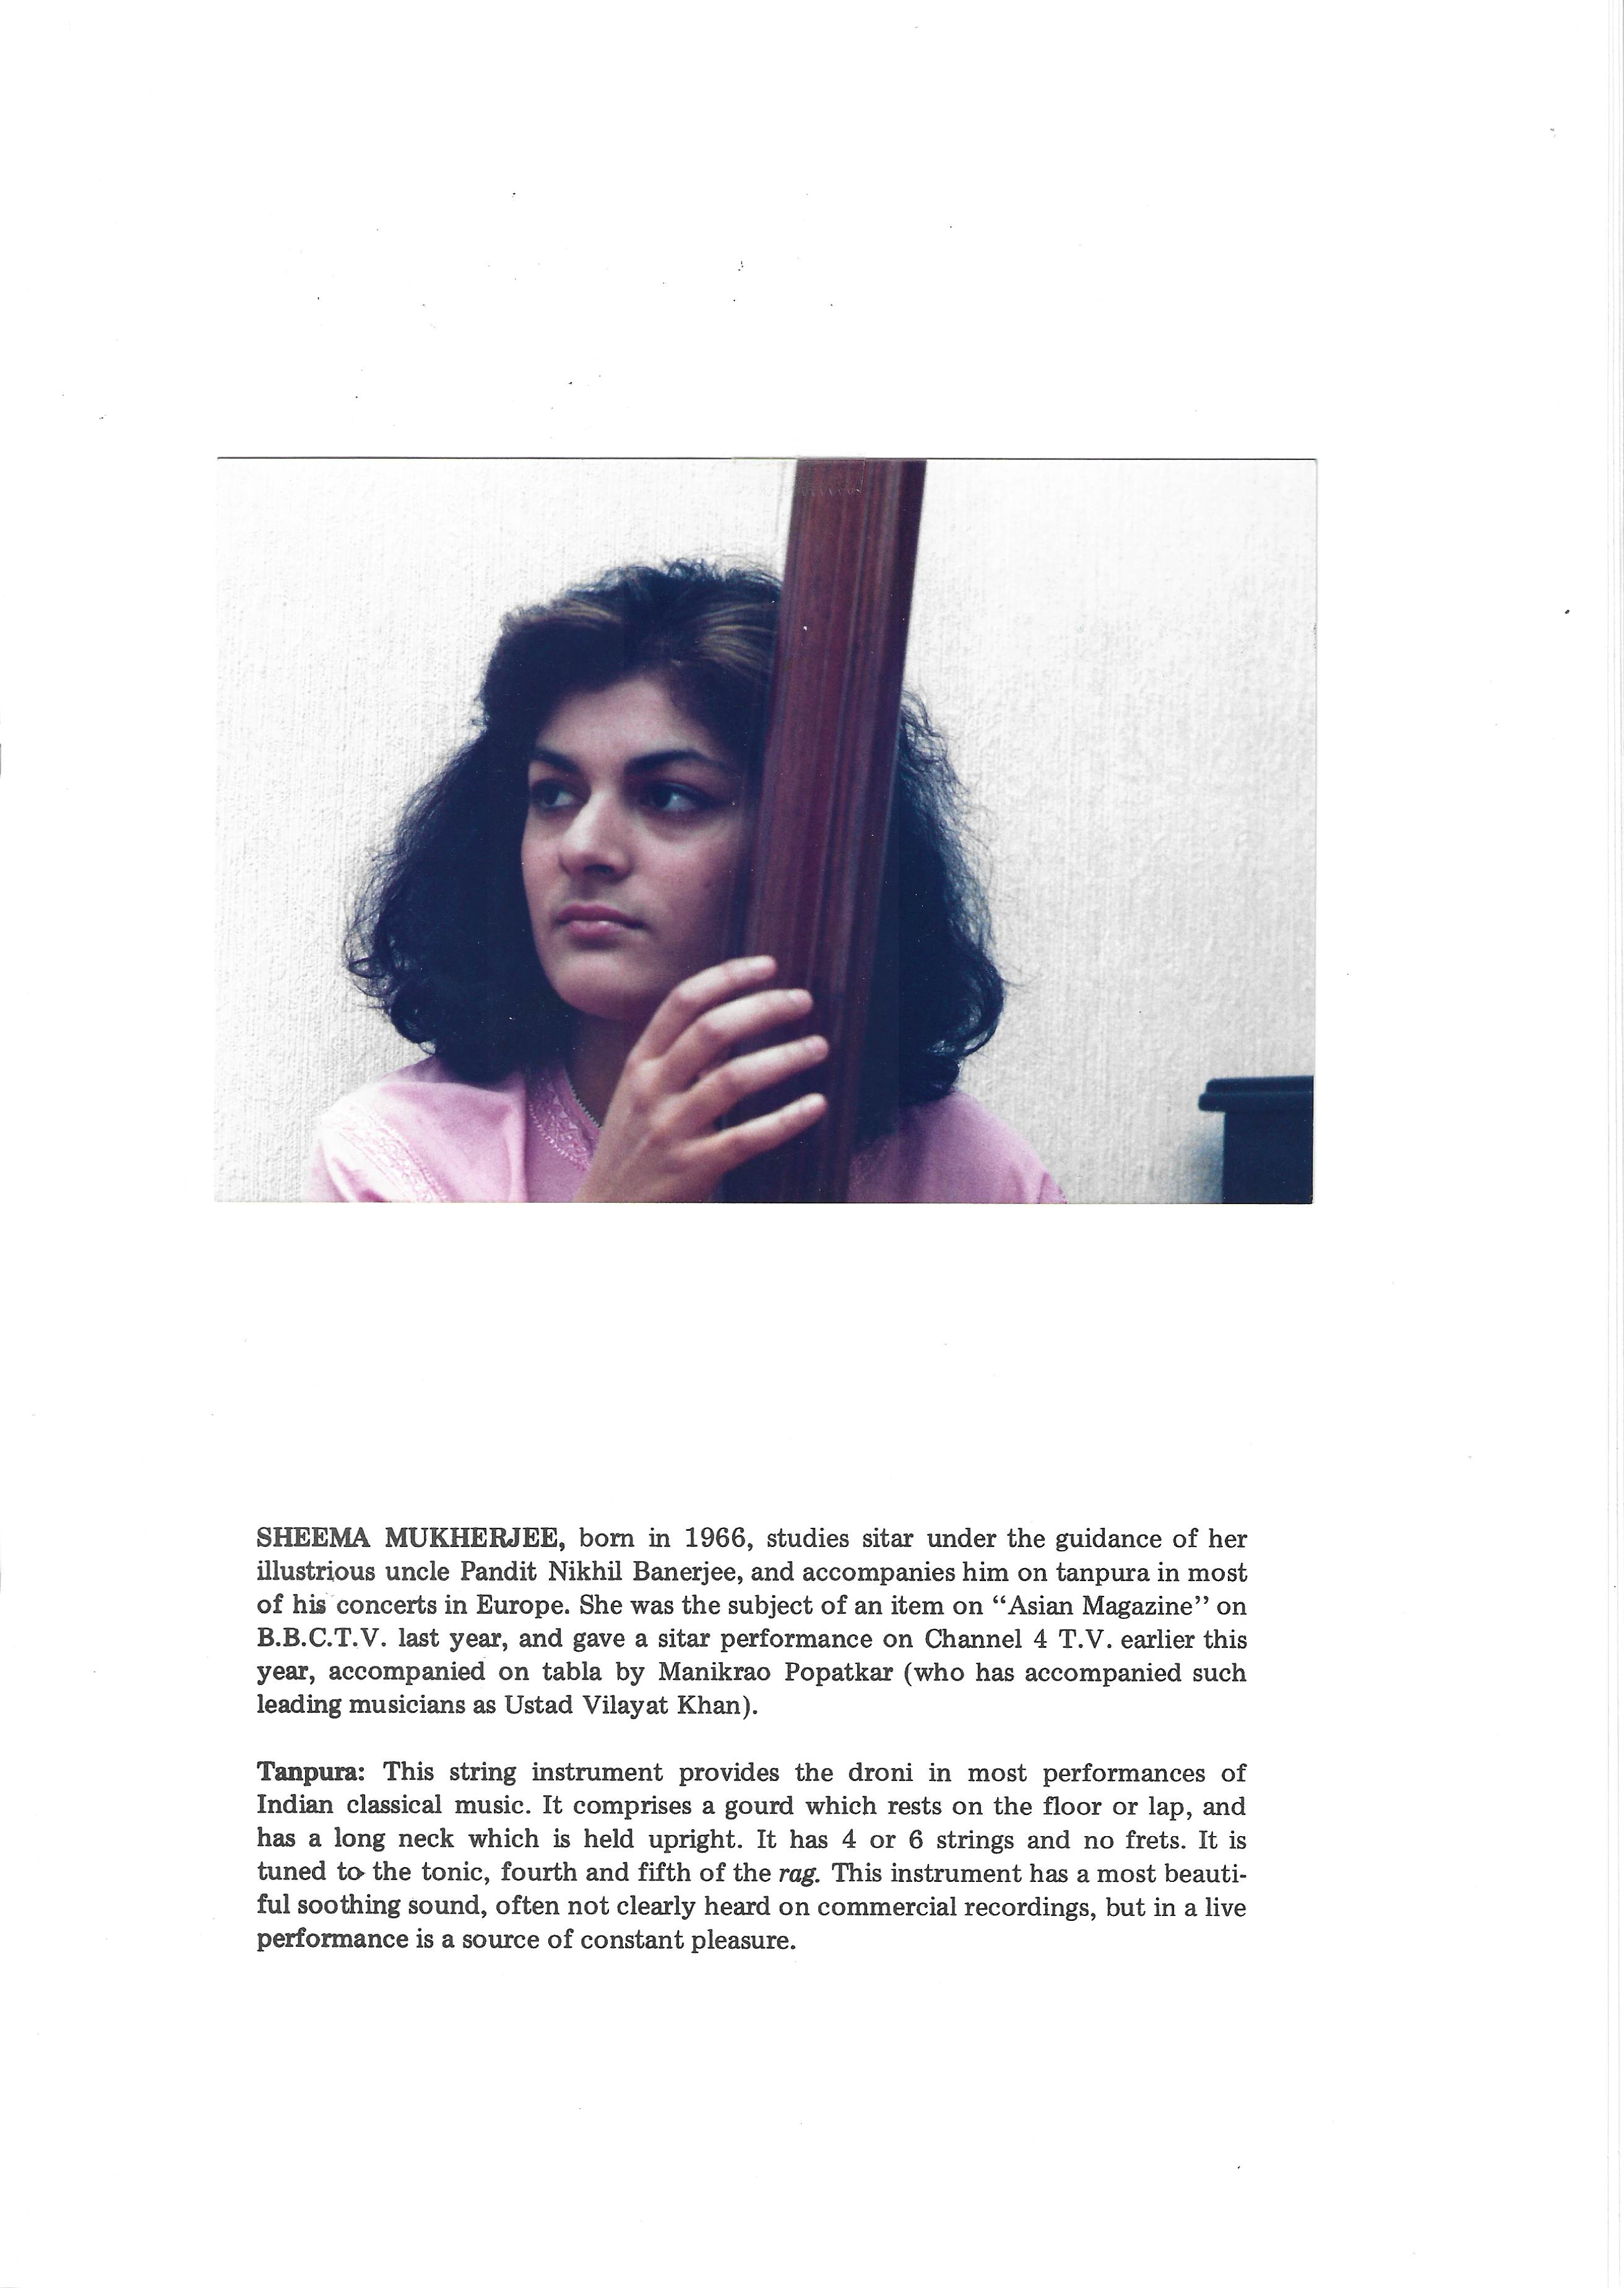 SHEEMA MUKHERJEE, born in 1966, studies sitar under the guidance of her
illustrious uncle Pandit Nikhil Banerjee, and accompanies him on tanpura in most
of his concerts in Europe. She was the subject of an item on “Asian Magazine” on
B.B.C.T.V. last year, and gave a sitar performance on Channel 4 T.V. earlier this
year, accompanied on tabla by Manikrao Popatkar (who has accompanied such
leading musicians as Ustad Vilayat Khan).
Tanpura: This string instrument provides the droni in most performances of
Indian classical music. It comprises a gourd which rests on the floor or lap, and
has a long neck which is held upright. It has 4 or 6 strings and no frets. It is
tuned to the tonic, fourth and fifth of the rag. This instrument has a most beauti-
ful soothing sound, often not clearly heard on commercial recordings, but in a live
performance is a source of constant pleasure.